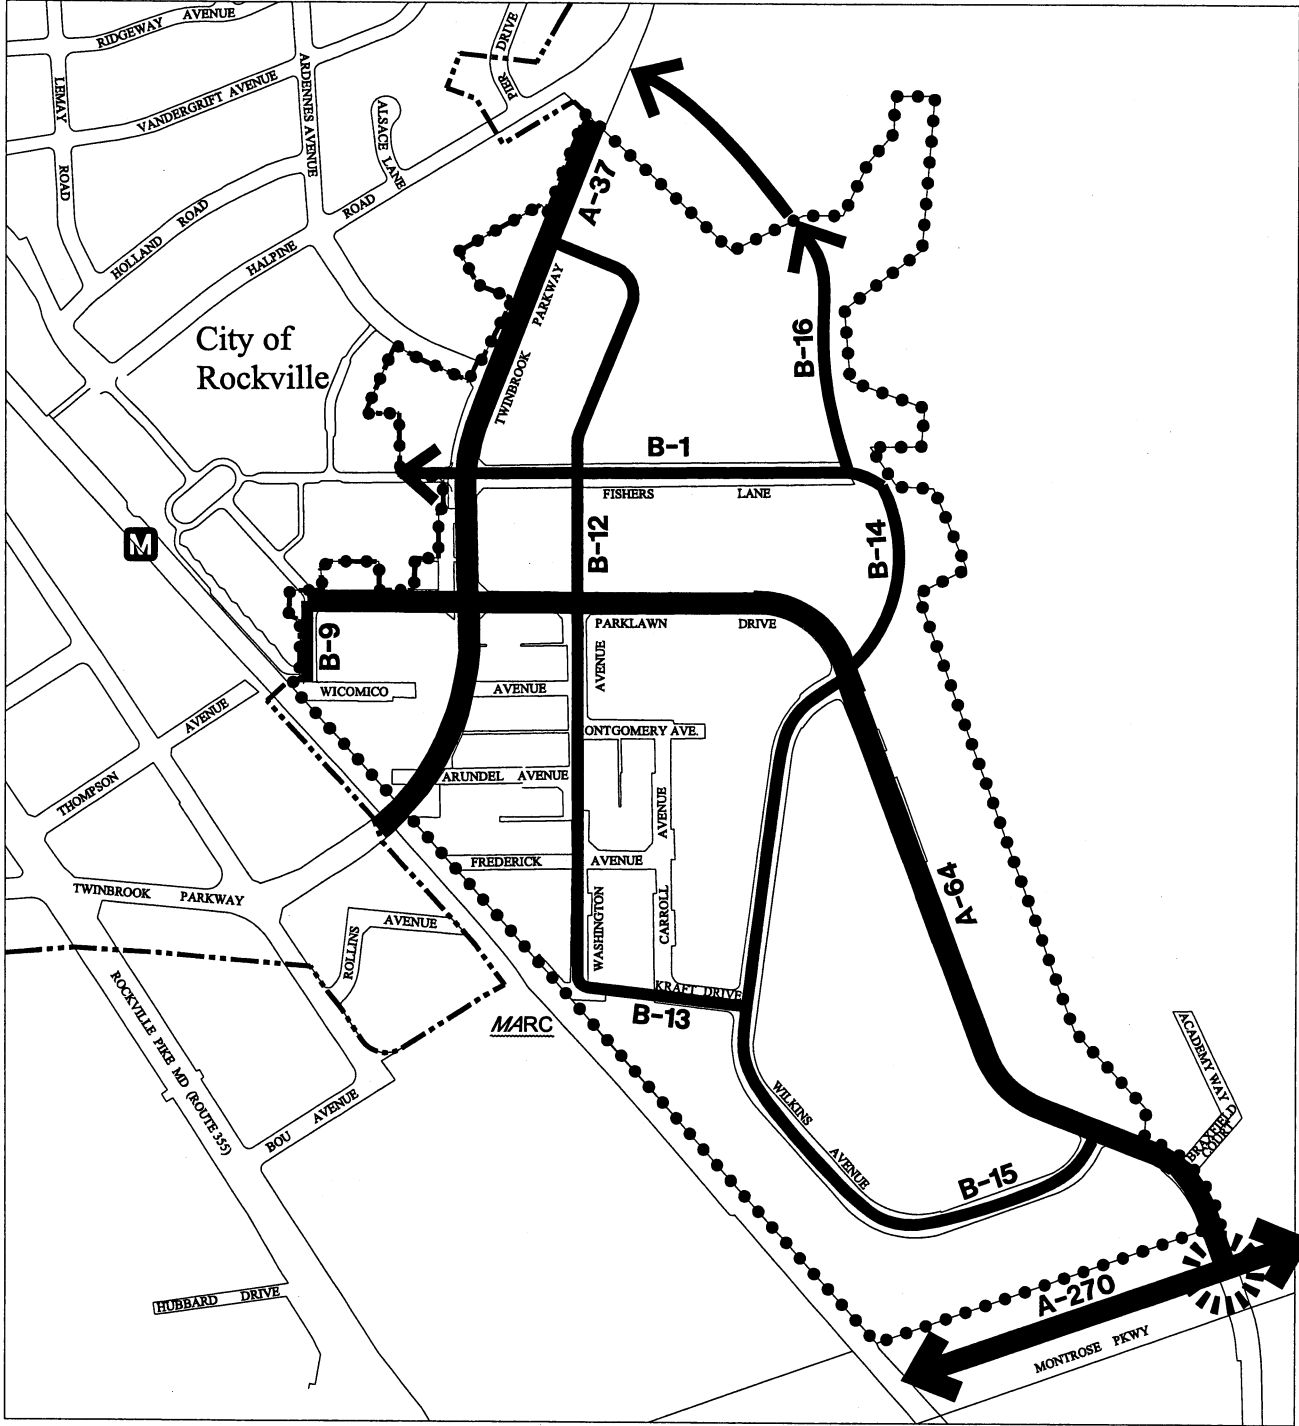 RIDGEWAY AVENUE
PIER DRIVE
LEMAY ROAD
VANDERGRIFT AVENUE
ARDENNES AVENUE
ALSACE LANE
HOLLAND ROAD
HALPINE ROAD
A-37
City of
Rockville
TWINBROOK PARKWAY
B-16
B-1
FISHERS LANE
B-12
B-14
M
B-9
PARKLAWN DRIVE
WICOMICO AVENUE
AVENUE
THOMPSON AVENUE
ONTGOMERY AVE.
ARUNDEL AVENUE
AVENUE
FREDERICK AVENUE
A-64
TWINBROOK PARKWAY
ROLLINS AVENUE
WASHINGTON
CARROLL
KRAFT DRIVE
B-13
MARC
ROCKVILLE PIKE MD (ROUTE 355)
BOU AVENUE
WILKINS AVENUE
B-15
ACADEMY WAY
BRAXFIELD
COURT
HUBBARD DRIVE
A-270
MONTROSE PKWY